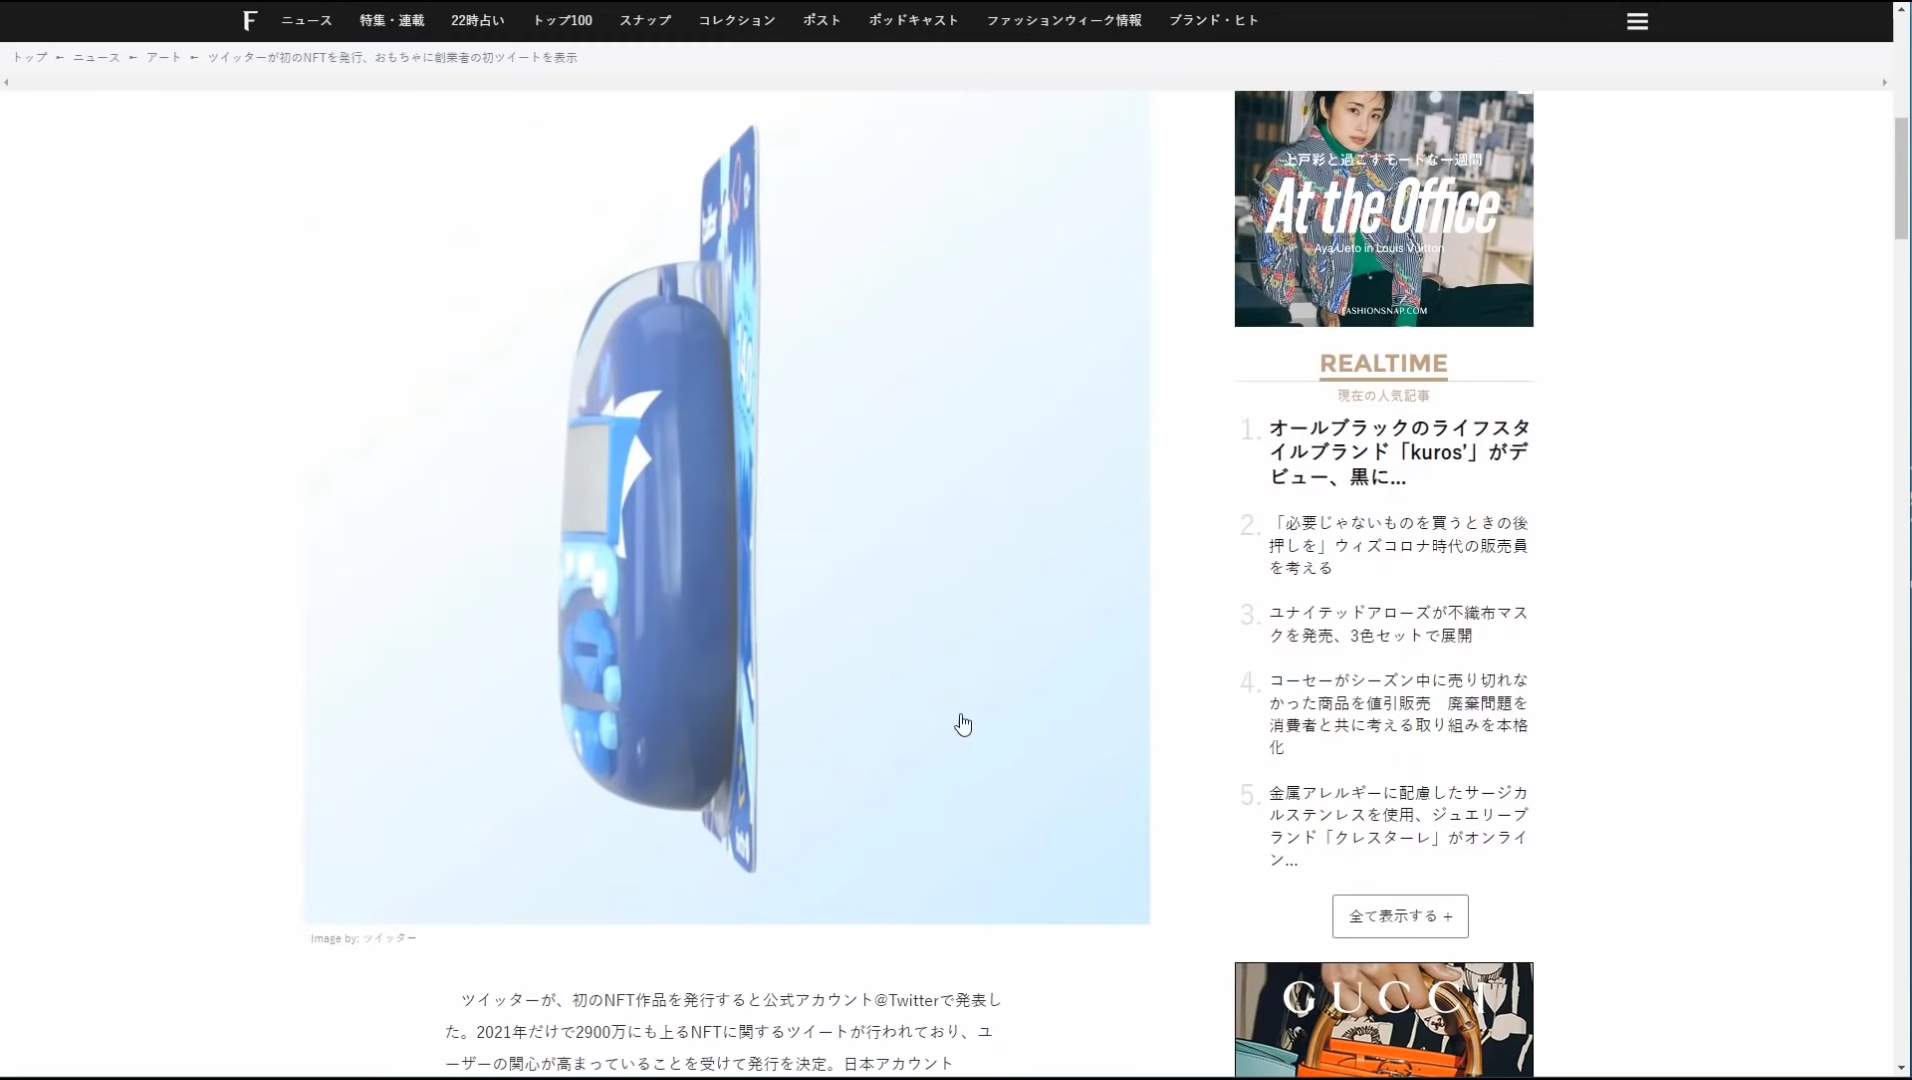 F ニュース 特集・連載 22時占い トップ100 スナップ コレクション ポスト ポッドキャスト ファッションウィーク情報 ブランド・ヒト
トップ ← ニュース ← アート ← ツイッターが初のNFTを発行、おもちゃに創業者の初ツイートを表示
上戸彩と過ごすモードな一週間
At the Office
Aya Ueto in Louis Vuitton
FASHIONSNAP.COM
REALTIME
現在の人気記事
1. オールブラックのライフスタ
イルブランド「kuros’」がデ
ビュー、黒に...
2. 「必要じゃないものを買うときの後
押しを」ウィズコロナ時代の販売員
を考える
3. ユナイテッドアローズが不織布マス
クを発売、3色セットで展開
4. コーセーがシーズン中に売り切れな
かった商品を値引販売　廃棄問題を
消費者と共に考える取り組みを本格
化
5. 金属アレルギーに配慮したサージカ
ルステンレスを使用、ジュエリーブ
ランド「クレスターレ」がオンライ
ン...
全て表示する +
GUCCI
Image by: ツイッター
ツイッターが、初のNFT作品を発行すると公式アカウント@Twitterで発表し
た。2021年だけで2900万にも上るNFTに関するツイートが行われており、ユ
ーザーの関心が高まっていることを受けて発行を決定。日本アカウント